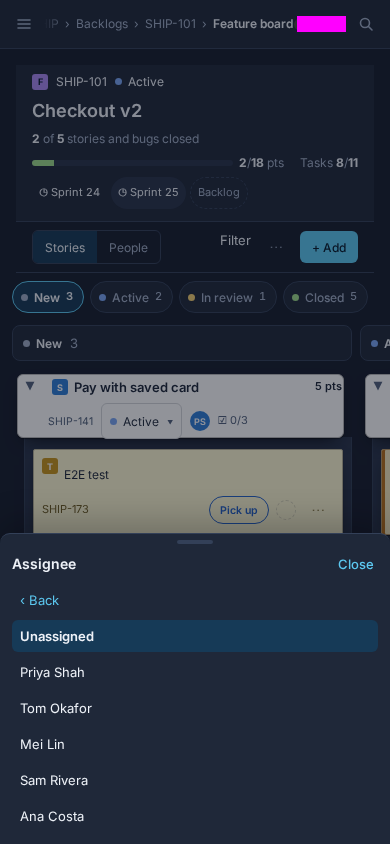 IP › Backlogs › SHIP-101 › Feature board
F SHIP-101 Active
Checkout v2
2 of 5 stories and bugs closed
2/18 pts Tasks 8/11
Sprint 24 Sprint 25 Backlog
Stories People Filter ... + Add
New 3 Active 2 In review 1 Closed 5
New 3
S Pay with saved card 5 pts
SHIP-141 Active PS 0/3
T E2E test
SHIP-173 Pick up ...
Assignee Close
‹ Back
Unassigned
Priya Shah
Tom Okafor
Mei Lin
Sam Rivera
Ana Costa